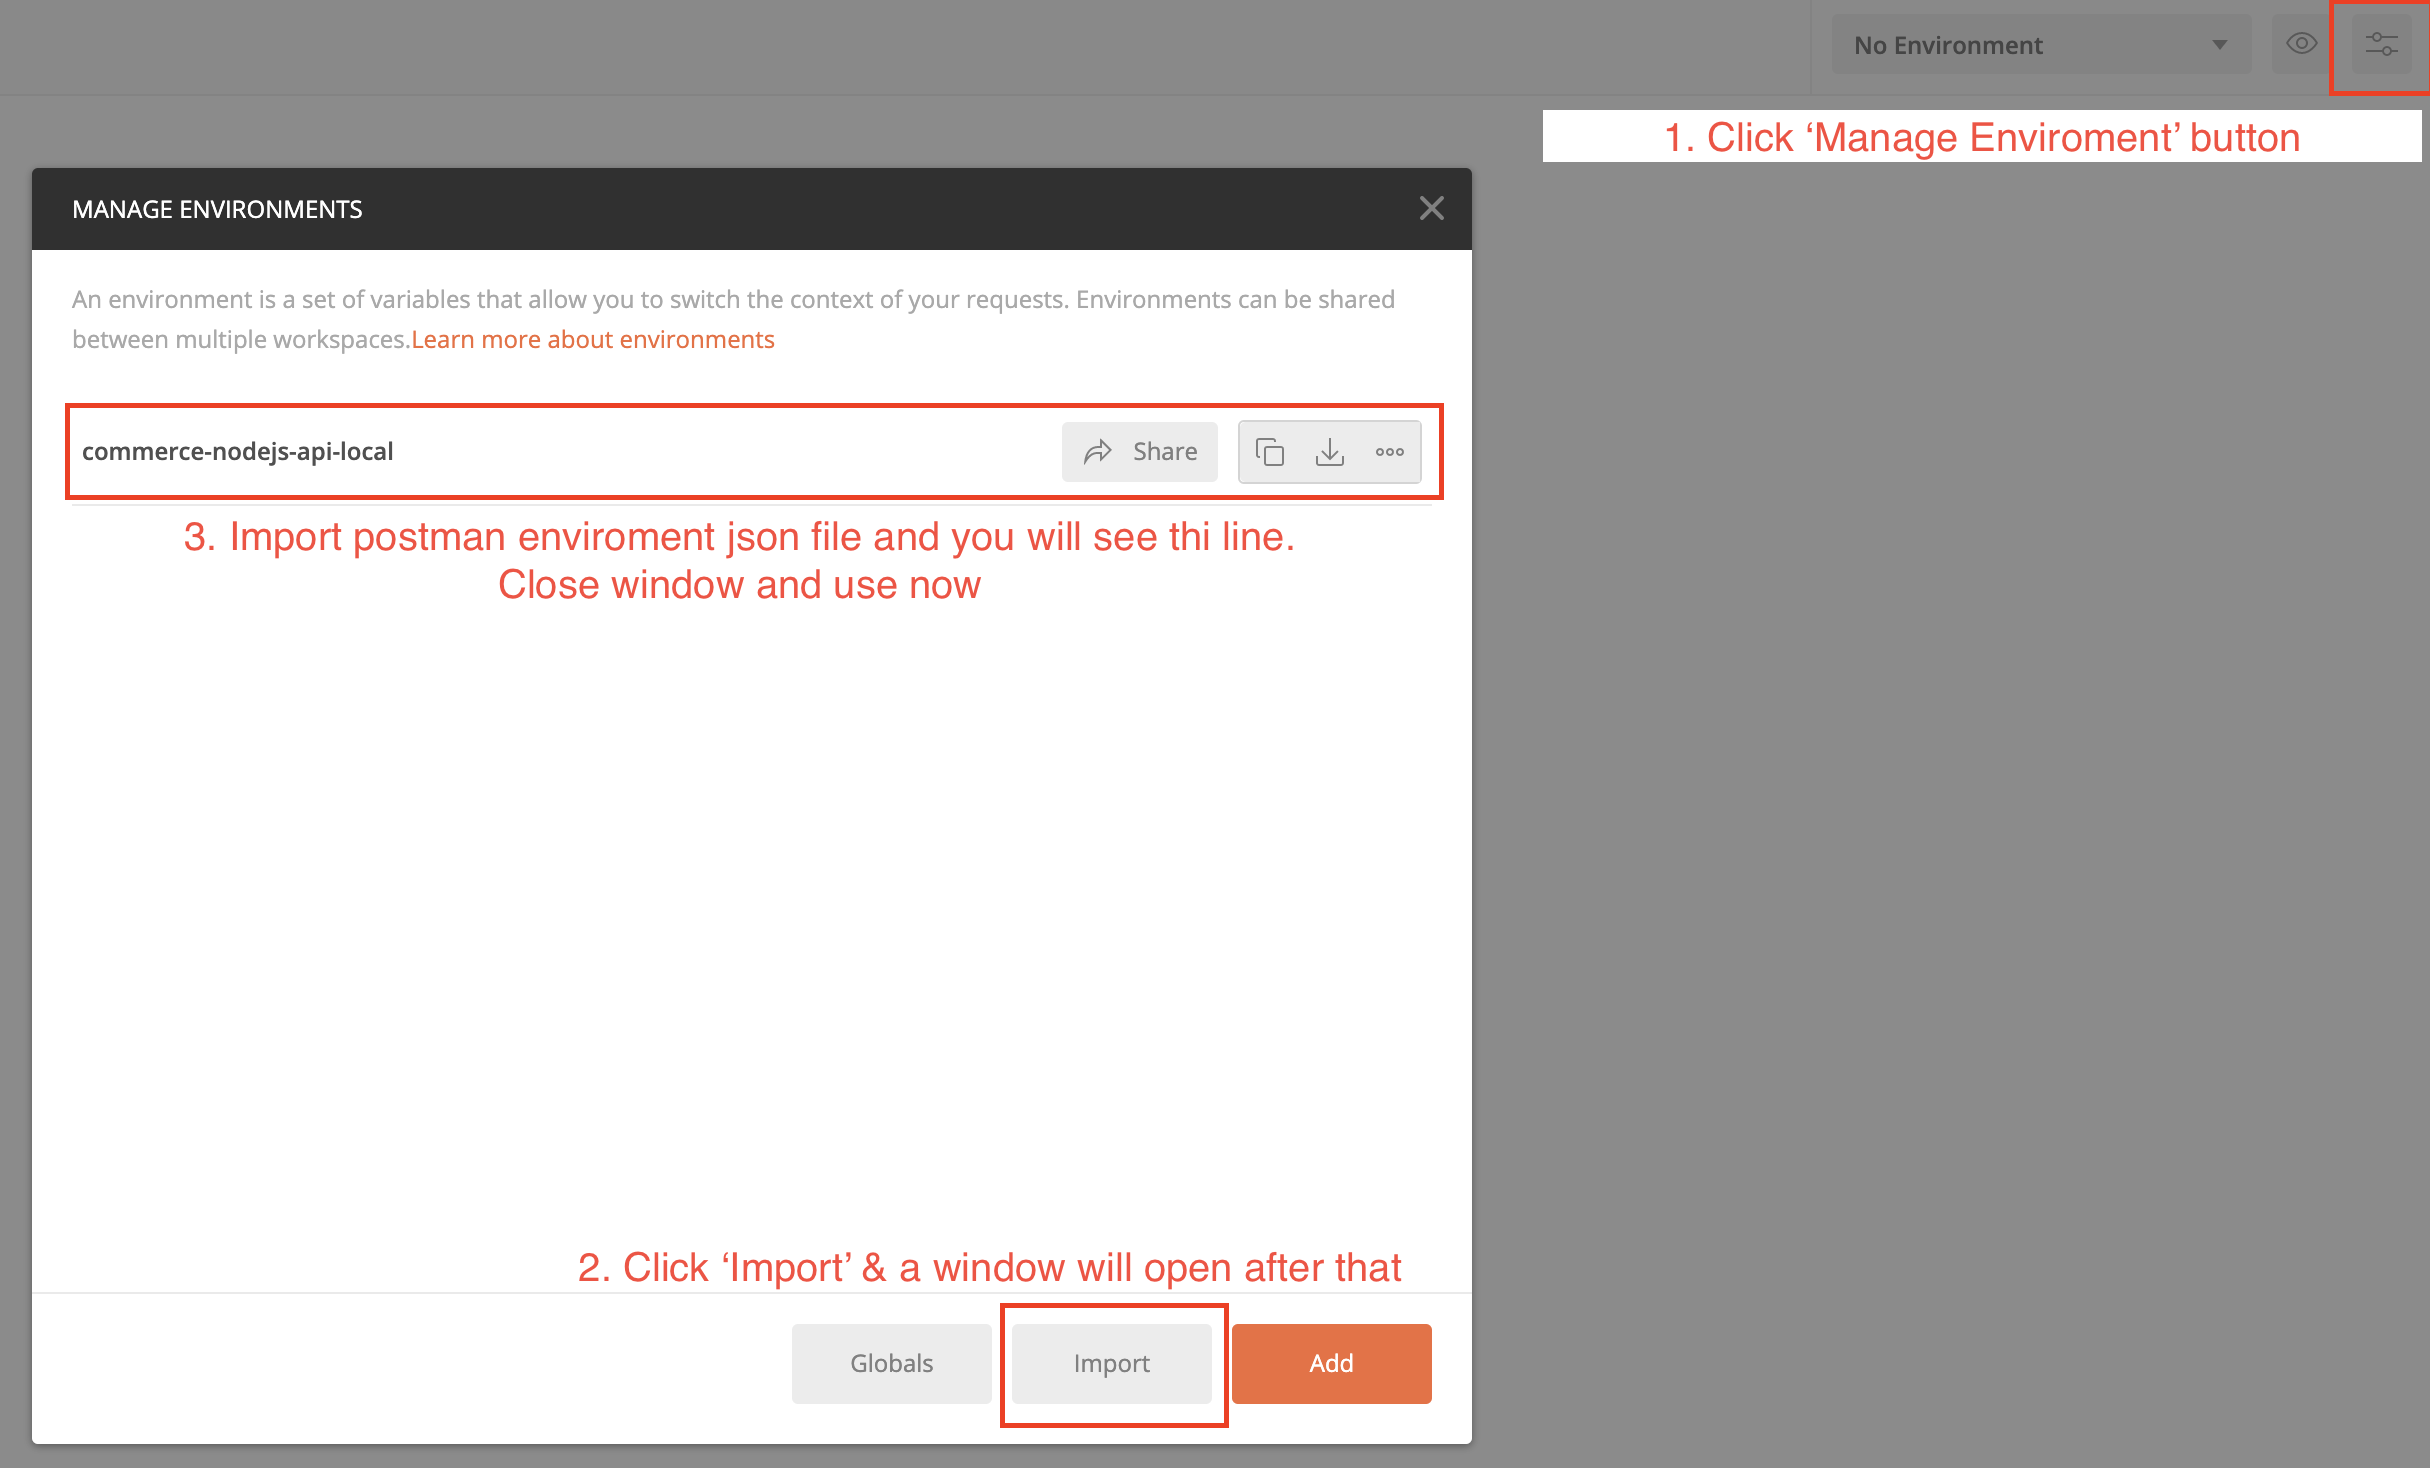 No Environment
1. Click ‘Manage Enviroment’ button
MANAGE ENVIRONMENTS
An environment is a set of variables that allow you to switch the context of your requests. Environments can be shared
between multiple workspaces.Learn more about environments
commerce-nodejs-api-local
Share
3. Import postman enviroment json file and you will see thi line.
Close window and use now
2. Click ‘Import’ & a window will open after that
Globals
Import
Add